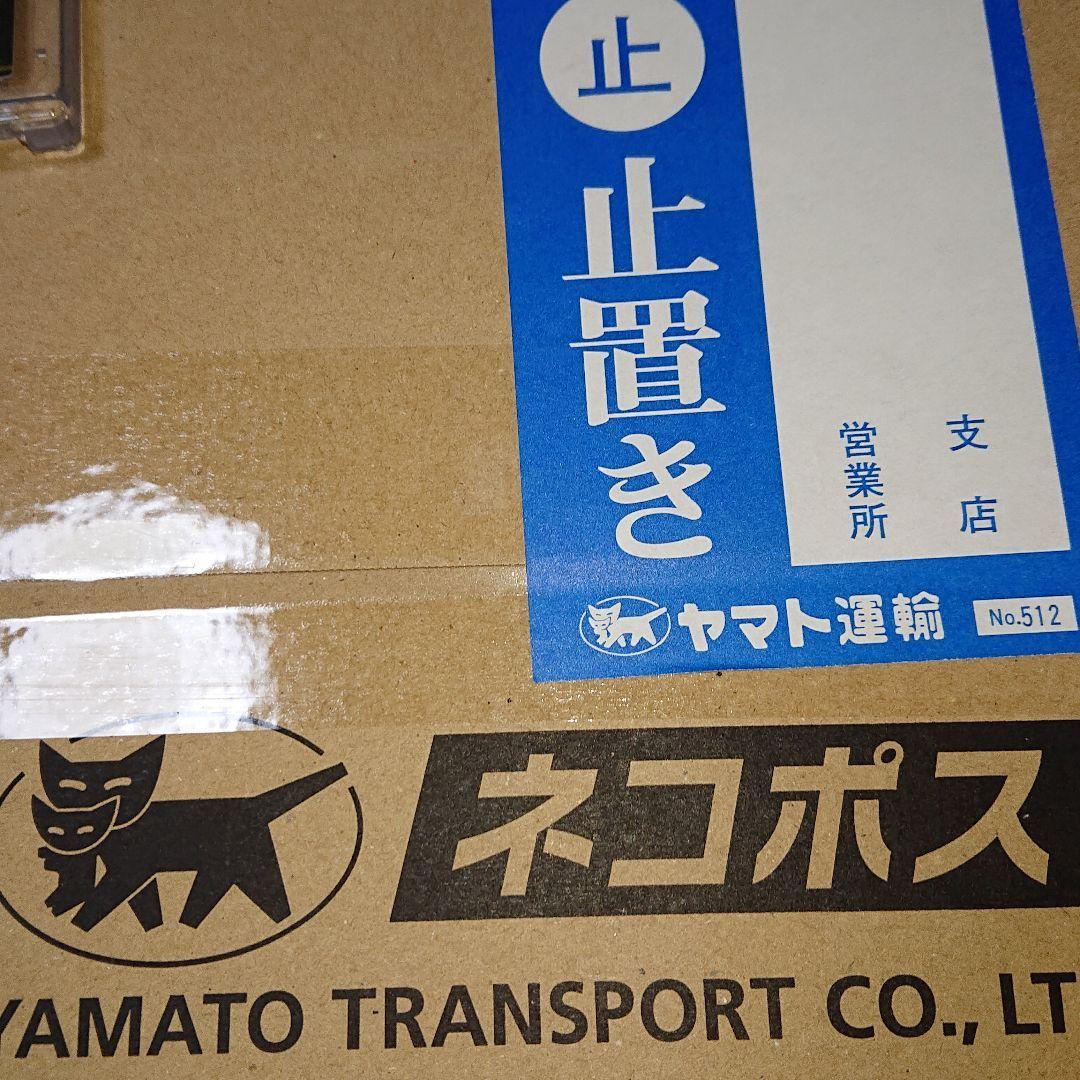 止
止置き
支店
営業所
ヤマト運輸
No.512
ネコポス
YAMATO TRANSPORT CO., LT